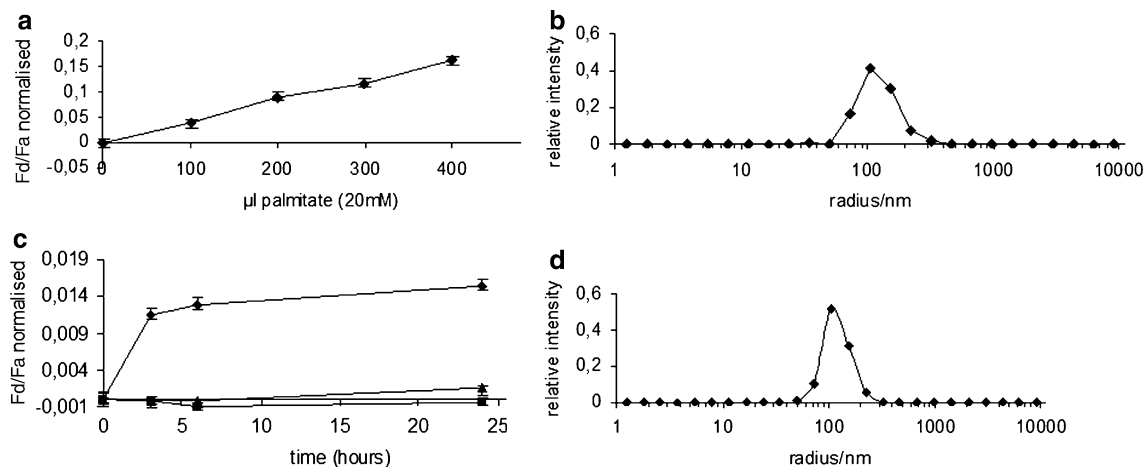 a
Fd/Fa normalised
0,2
0,15
0,1
0,05
0
-0,05
0 100 200 300 400
µl palmitate (20mM)
b
relative intensity
0,6
0,4
0,2
0
1 10 100 1000 10000
radius/nm
c
Fd/Fa normalised
0,019
0,014
0,009
0,004
-0,001
0 5 10 15 20 25
time (hours)
d
relative intensity
0,6
0,4
0,2
0
1 10 100 1000 10000
radius/nm